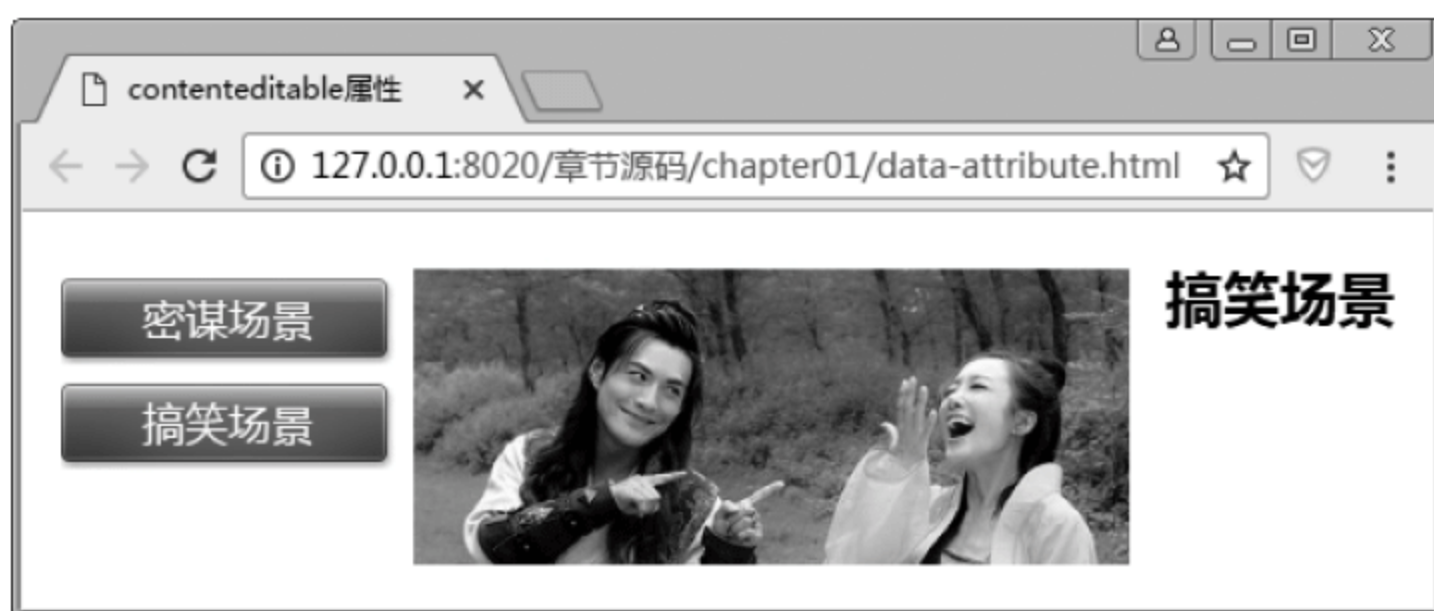 contenteditable属性
127.0.0.1:8020/章节源码/chapter01/data-attribute.html
密谋场景
搞笑场景
搞笑场景